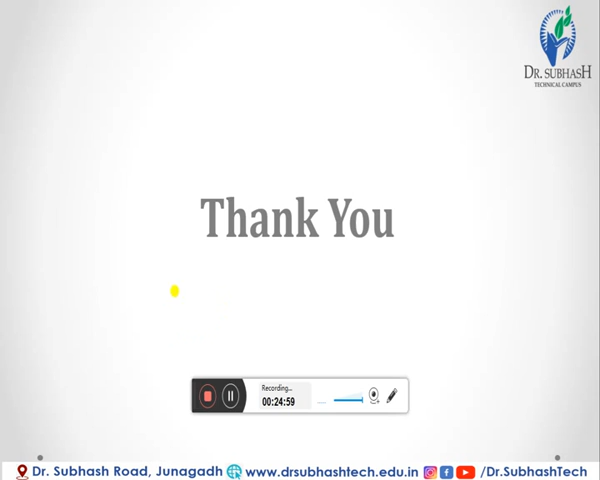 DR. SUBHASH
TECHNICAL CAMPUS
Thank You
Recording...
00:24:59
Dr. Subhash Road, Junagadh www.drsubhashtech.edu.in /Dr.SubhashTech